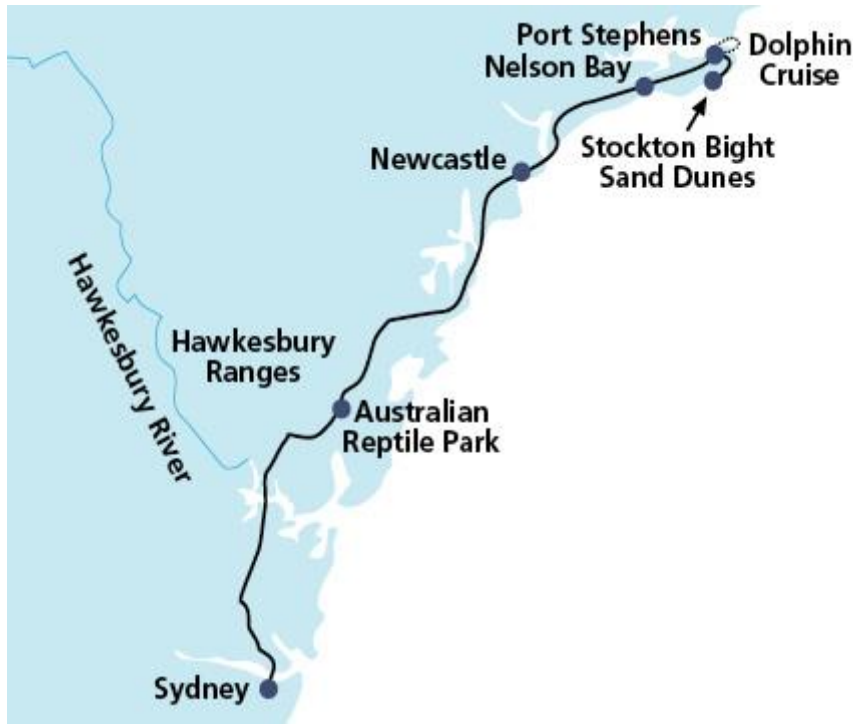 Port Stephens
Nelson Bay
Dolphin
Cruise
Stockton Bight
Sand Dunes
Newcastle
Hawkesbury River
Hawkesbury
Ranges
Australian
Reptile Park
Sydney